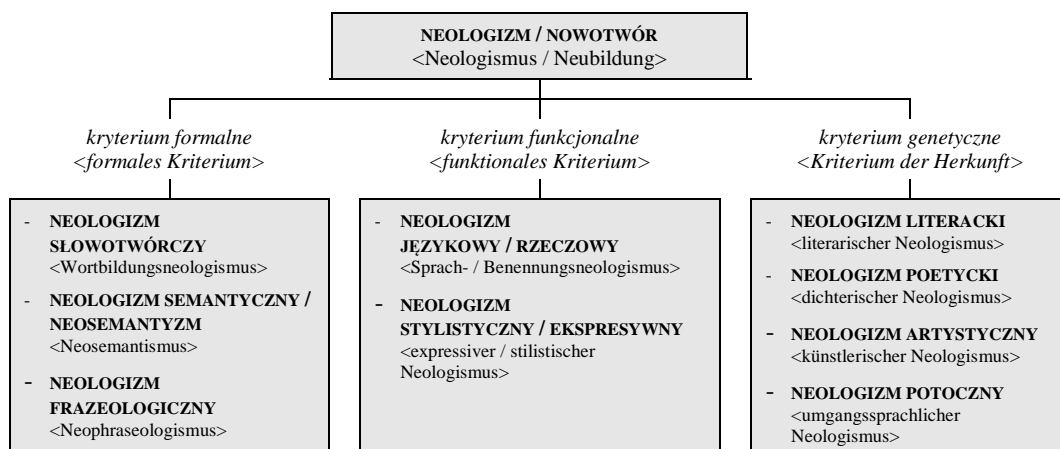 NEOLOGIZM / NOWOTWÓR
<Neologismus / Neubildung>
kryterium formalne
<formales Kriterium>
- NEOLOGIZM
SŁOWOTWÓRCZY
<Wortbildungsneologismus>
- NEOLOGIZM SEMANTYCZNY /
NEOSEMANTYZM
<Neosemantismus>
- NEOLOGIZM
FRAZEOLOGICZNY
<Neophraseologismus>
kryterium funkcjonalne
<funktionales Kriterium>
- NEOLOGIZM
JĘZYKOWY / RZECZOWY
<Sprach- / Benennungsneologismus>
- NEOLOGIZM
STYLISTYCZNY / EKSPRESYWNY
<expressiver / stilistischer
Neologismus>
kryterium genetyczne
<Kriterium der Herkunft>
- NEOLOGIZM LITERACKI
<literarischer Neologismus>
- NEOLOGIZM POETYCKI
<dichterischer Neologismus>
- NEOLOGIZM ARTYSTYCZNY
<künstlerischer Neologismus>
- NEOLOGIZM POTOCZNY
<umgangssprachlicher
Neologismus>